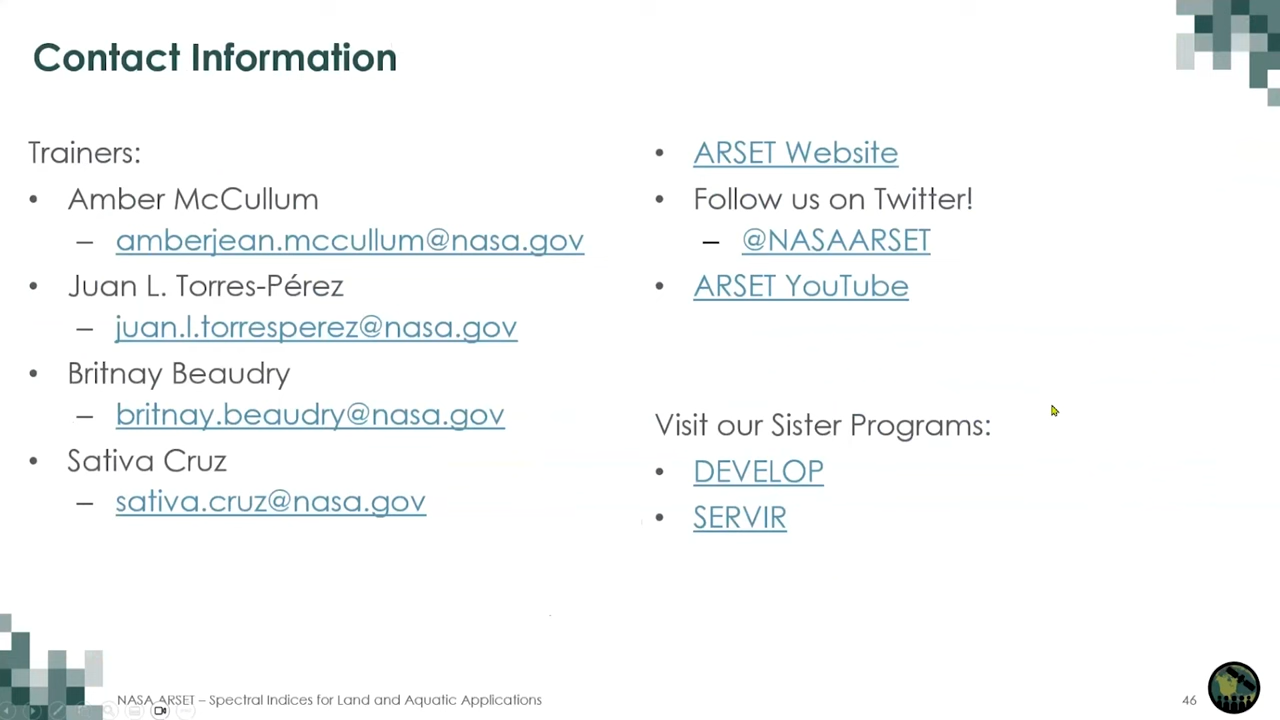 Contact Information
Trainers:
• Amber McCullum
– amberjean.mccullum@nasa.gov
• Juan L. Torres-Pérez
– juan.l.torresperez@nasa.gov
• Britnay Beaudry
– britnay.beaudry@nasa.gov
• Sativa Cruz
– sativa.cruz@nasa.gov
• ARSET Website
• Follow us on Twitter!
– @NASAARSET
• ARSET YouTube
Visit our Sister Programs:
• DEVELOP
• SERVIR
NASA ARSET – Spectral Indices for Land and Aquatic Applications
46